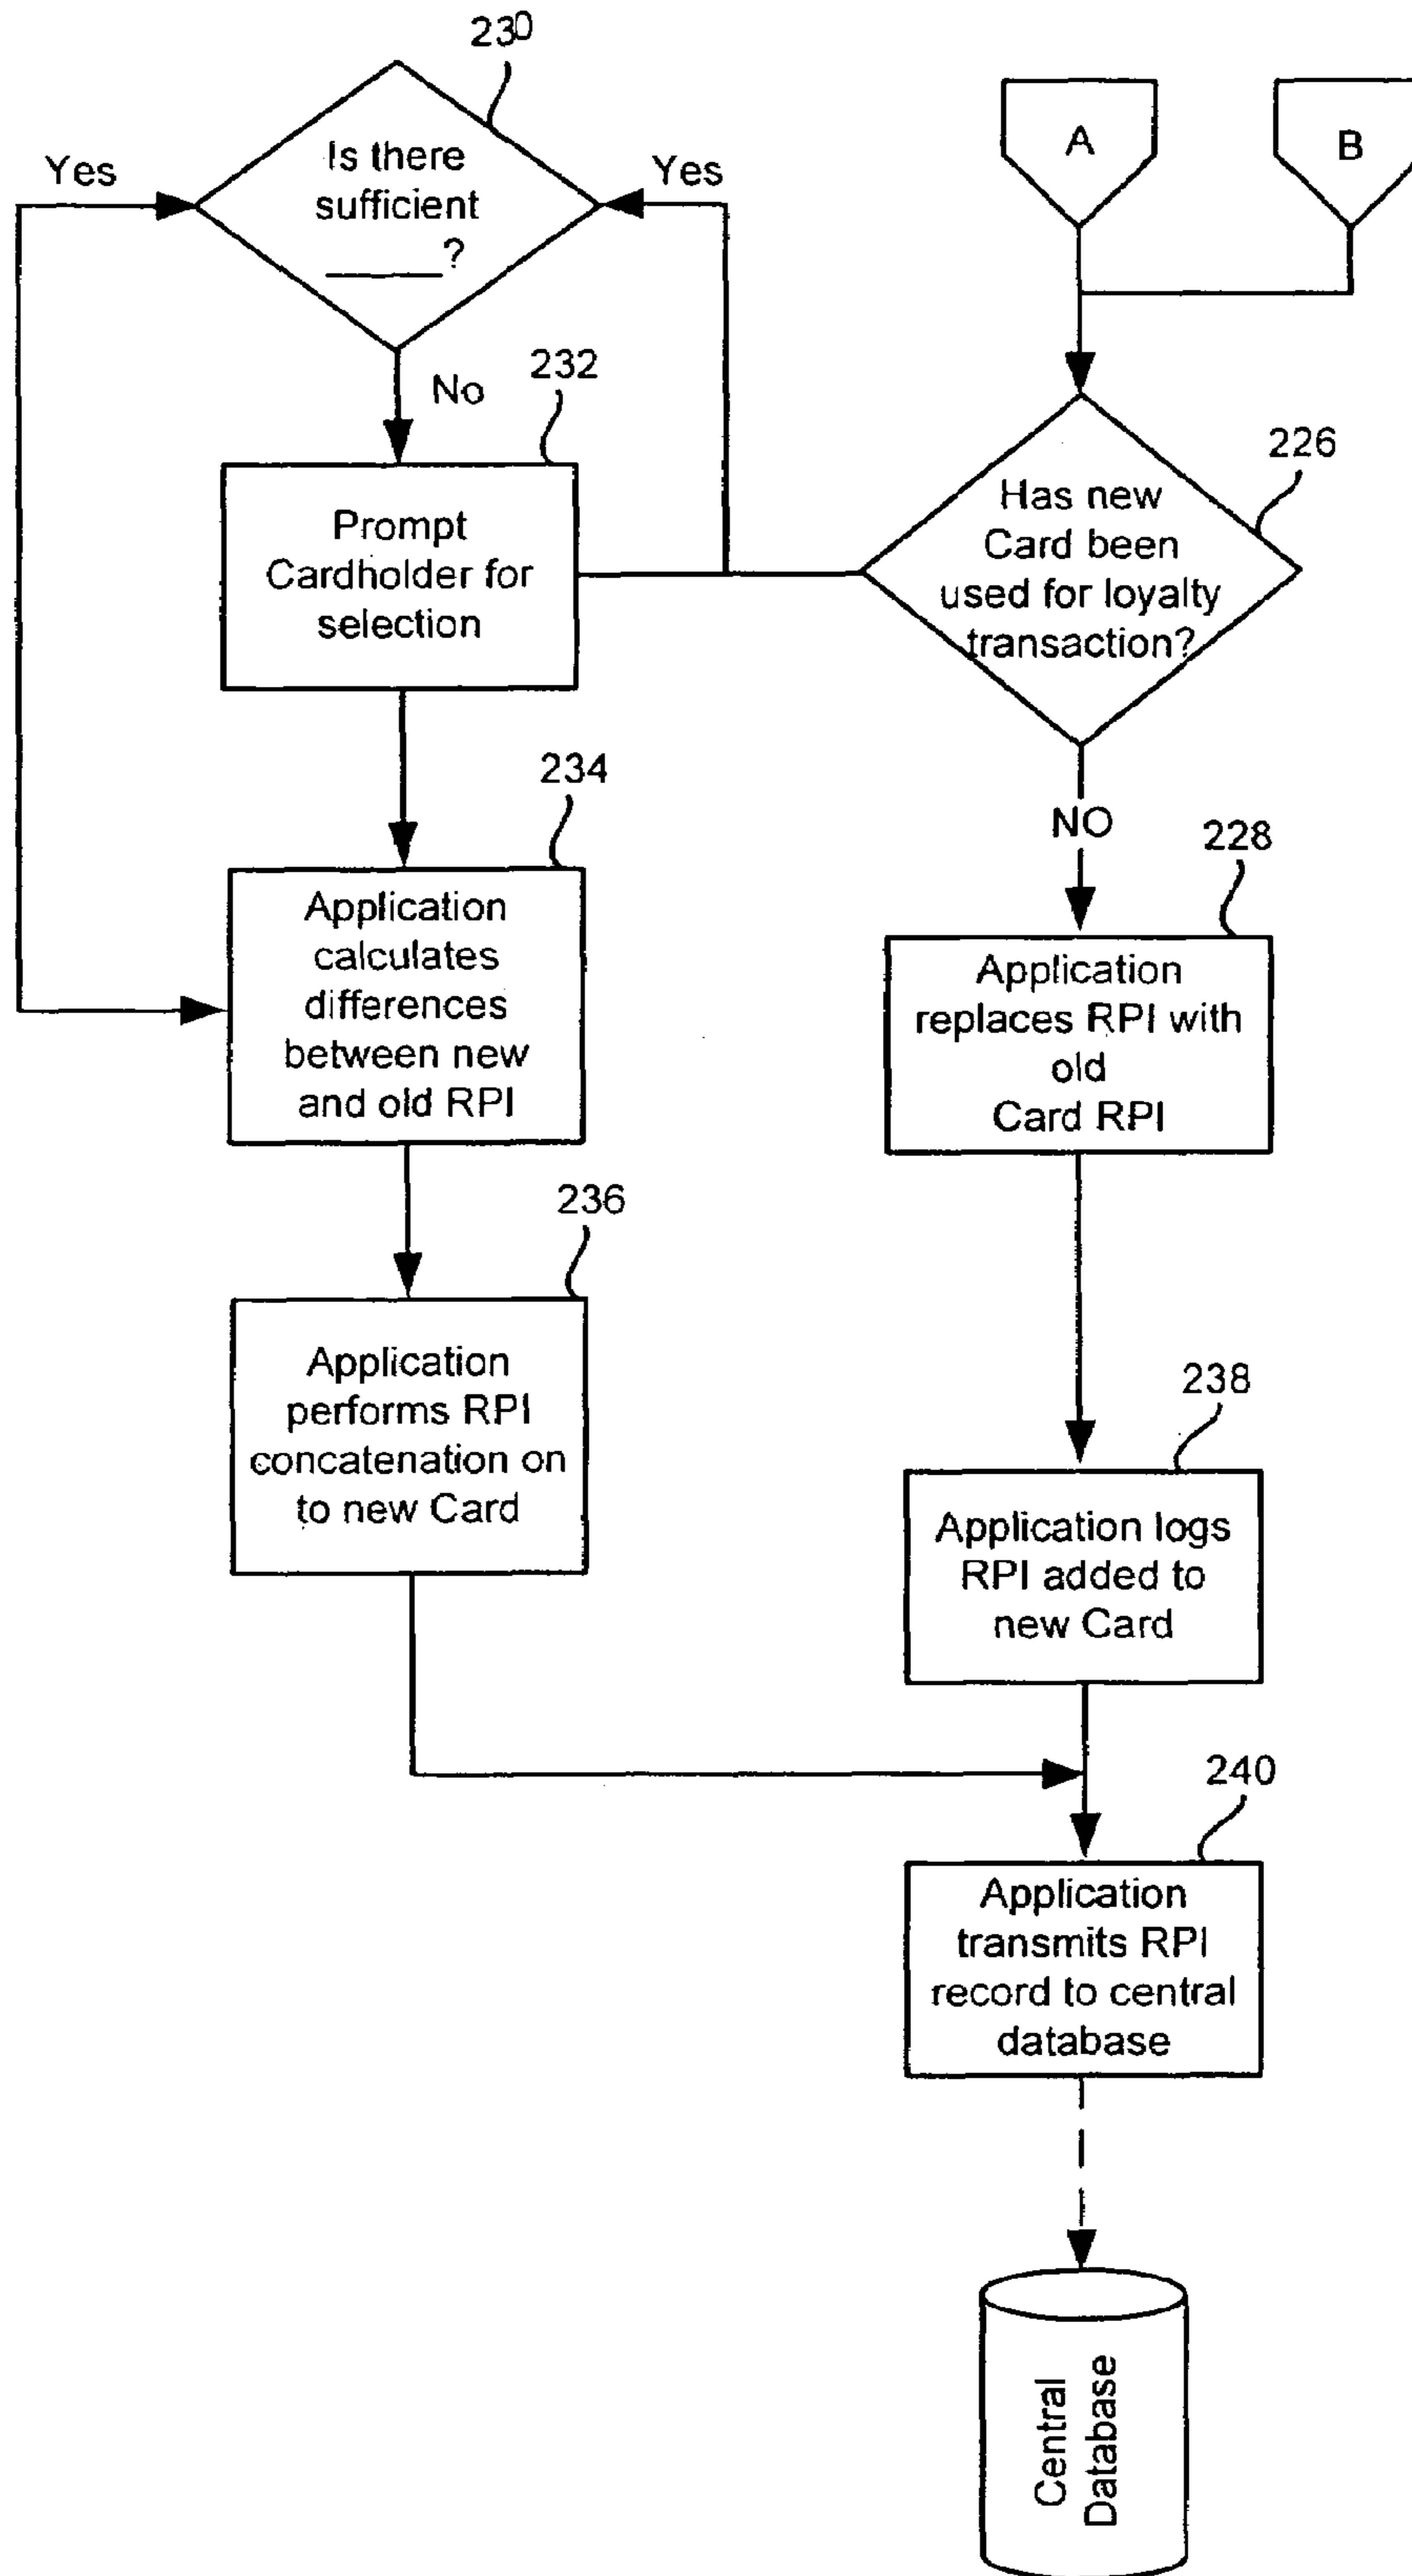 230
Is there
sufficient
______?
Yes
Yes
No
A
B
232
Prompt
Cardholder for
selection
226
Has new
Card been
used for loyalty
transaction?
NO
234
Application
calculates
differences
between new
and old RPI
228
Application
replaces RPI with
old
Card RPI
236
Application
performs RPI
concatenation on
to new Card
238
Application logs
RPI added to
new Card
240
Application
transmits RPI
record to central
database
Central
Database